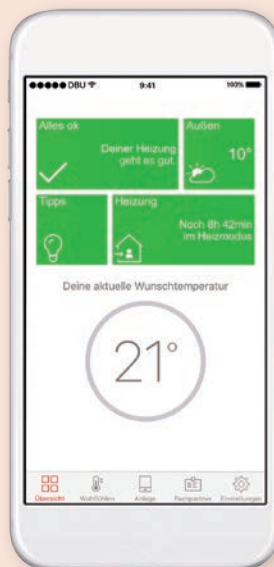 ●●●●● DBU 9:41 100%
Alles ok
Deiner Heizung
geht es gut.
Außen
10°
Tipps
Heizung
Noch 8h 42min
im Heizmodus
Deine aktuelle Wunschtemperatur
21°
Übersicht Wohlfühlen Anlage Fachpartner Einstellungen